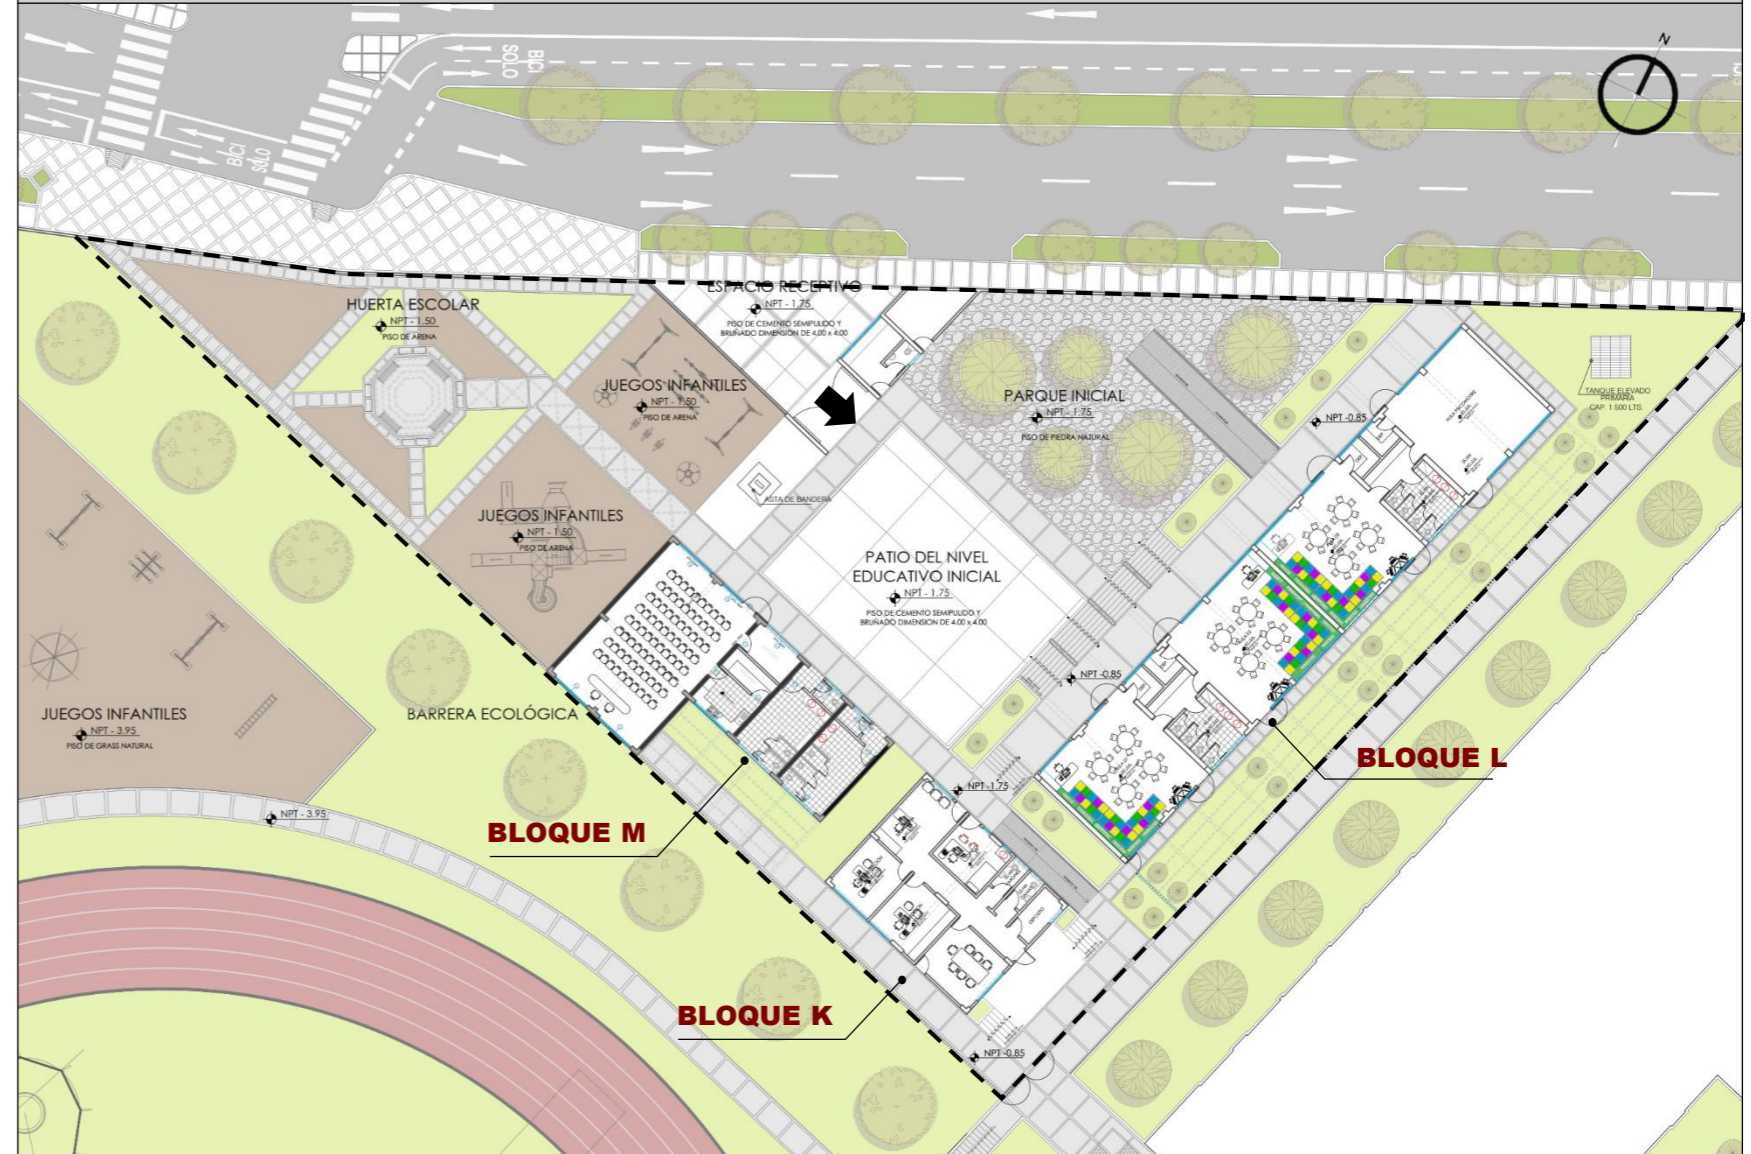 BICI
SOLO
N
BICI
SOLO
ESPACIO RECEPTIVO
NPT - 1.75
PISO DE CEMENTO SEMIPULIDO Y
BRUÑADO DIMENSION DE 4.00 x 4.00
HUERTA ESCOLAR
NPT - 1.50
PISO DE ARENA
JUEGOS INFANTILES
NPT - 1.50
PISO DE ARENA
PARQUE INICIAL
NPT - 1.75
PISO DE PIEDRA NATURAL
TANQUE ELEVADO
PRIMARIA
CAP. 1 500 LTS.
NPT -0.85
ASTA DE BANDERA
JUEGOS INFANTILES
NPT - 1.50
PISO DE ARENA
PATIO DEL NIVEL
EDUCATIVO INICIAL
NPT - 1.75
PISO DE CEMENTO SEMIPULIDO Y
BRUÑADO DIMENSION DE 4.00 x 4.00
NPT -0.85
JUEGOS INFANTILES
NPT - 3.95
PISO DE GRASS NATURAL
BARRERA ECOLÓGICA
BLOQUE L
NPT -1.75
NPT - 3.95
BLOQUE M
DEPOSITO
BLOQUE K
NPT -0.85